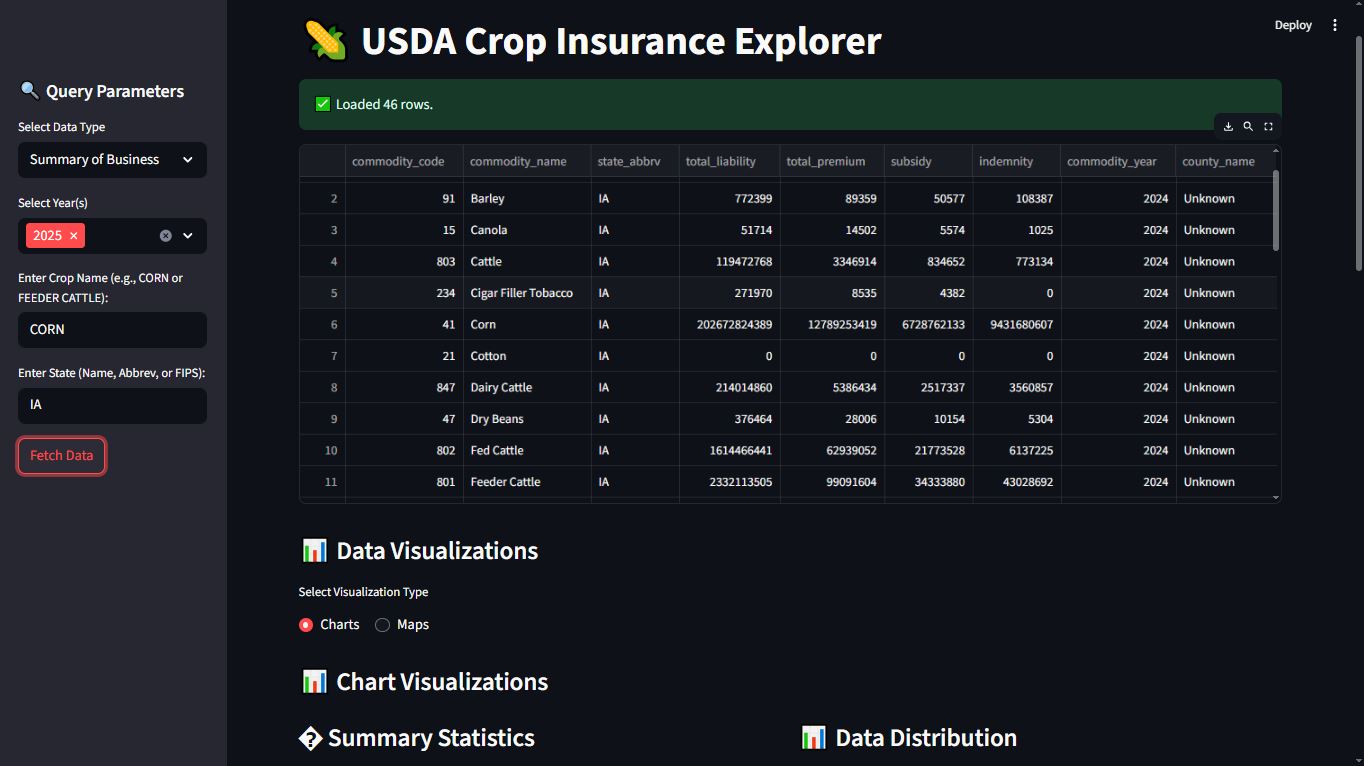 Deploy
🌽 USDA Crop Insurance Explorer
✅ Loaded 46 rows.
🔍 Query Parameters
Select Data Type
Summary of Business
Select Year(s)
2025 ×
Enter Crop Name (e.g., CORN or
FEEDER CATTLE):
CORN
Enter State (Name, Abbrev, or FIPS):
IA
Fetch Data
commodity_code commodity_name state_abbrv total_liability total_premium subsidy indemnity commodity_year county_name
2 91 Barley IA 772399 89359 50577 108387 2024 Unknown
3 15 Canola IA 51714 14502 5574 1025 2024 Unknown
4 803 Cattle IA 119472768 3346914 834652 773134 2024 Unknown
5 234 Cigar Filler Tobacco IA 271970 8535 4382 0 2024 Unknown
6 41 Corn IA 202672824389 12789253419 6728762133 9431680607 2024 Unknown
7 21 Cotton IA 0 0 0 0 2024 Unknown
8 847 Dairy Cattle IA 214014860 5386434 2517337 3560857 2024 Unknown
9 47 Dry Beans IA 376464 28006 10154 5304 2024 Unknown
10 802 Fed Cattle IA 1614466441 62939052 21773528 6137225 2024 Unknown
11 801 Feeder Cattle IA 2332113505 99091604 34333880 43028692 2024 Unknown
📊 Data Visualizations
Select Visualization Type
Charts Maps
📊 Chart Visualizations
� Summary Statistics
📊 Data Distribution